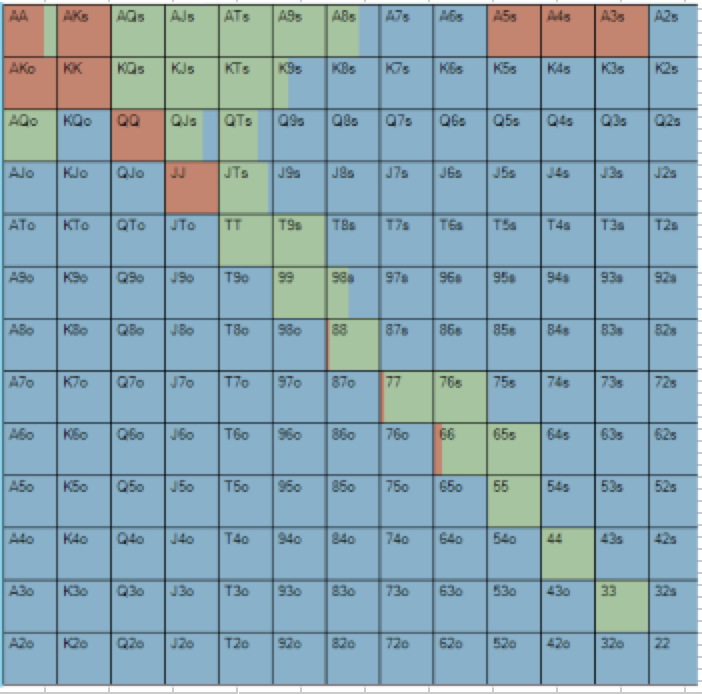 AA AKs AQs AJs ATs A9s A8s A7s A6s A5s A4s A3s A2s
AKo KK KQs KJs KTs K9s K8s K7s K6s K5s K4s K3s K2s
AQo KQo QQ QJs QTs Q9s Q8s Q7s Q6s Q5s Q4s Q3s Q2s
AJo KJo QJo JJ JTs J9s J8s J7s J6s J5s J4s J3s J2s
ATo KTo QTo JTo TT T9s T8s T7s T6s T5s T4s T3s T2s
A9o K9o Q9o J9o T9o 99 98s 97s 96s 95s 94s 93s 92s
A8o K8o Q8o J8o T8o 98o 88 87s 86s 85s 84s 83s 82s
A7o K7o Q7o J7o T7o 97o 87o 77 76s 75s 74s 73s 72s
A6o K6o Q6o J6o T6o 96o 86o 76o 66 65s 64s 63s 62s
A5o K5o Q5o J5o T5o 95o 85o 75o 65o 55 54s 53s 52s
A4o K4o Q4o J4o T4o 94o 84o 74o 64o 54o 44 43s 42s
A3o K3o Q3o J3o T3o 93o 83o 73o 63o 53o 43o 33 32s
A2o K2o Q2o J2o T2o 92o 82o 72o 62o 52o 42o 32o 22